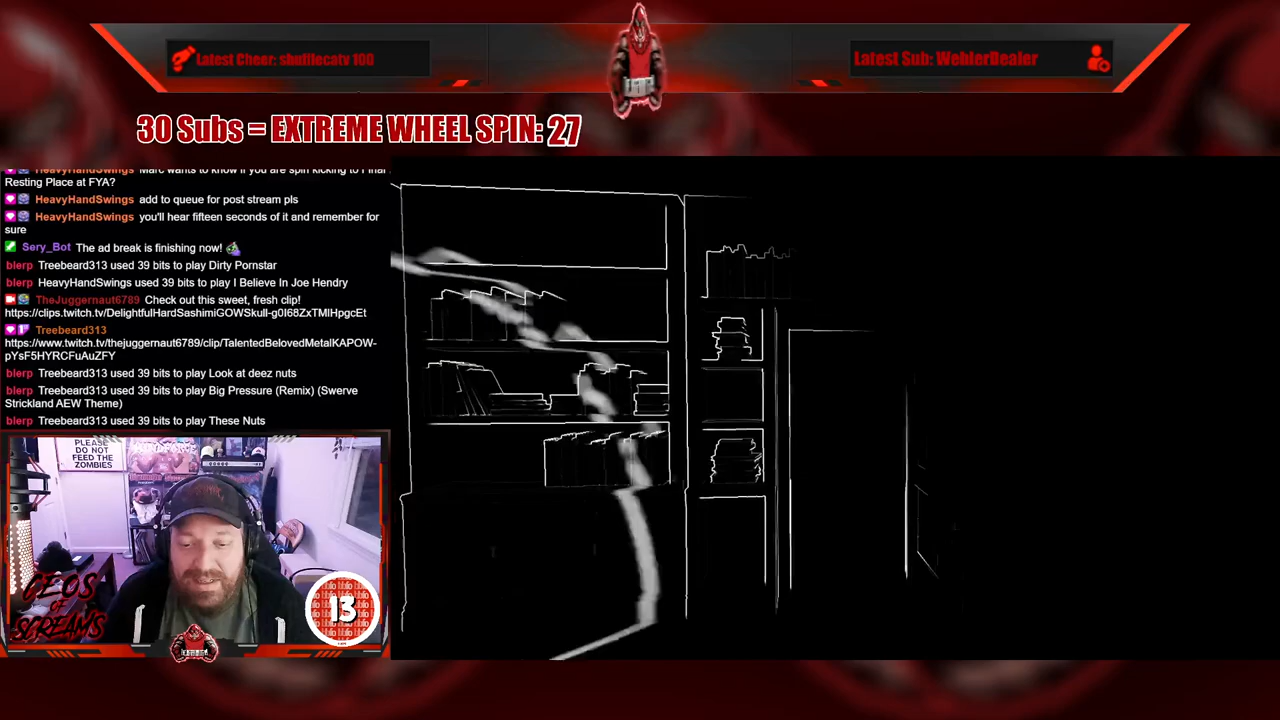 Latest Cheer: shufflecatv 100
Latest Sub: WehlerDealer
30 Subs = EXTREME WHEEL SPIN: 27
HeavyHandSwings Marc wants to know if you are spin kicking to Final
Resting Place at FYA?
HeavyHandSwings add to queue for post stream pls
HeavyHandSwings you'll hear fifteen seconds of it and remember for
sure
Sery_Bot The ad break is finishing now!
blerp Treebeard313 used 39 bits to play Dirty Pornstar
blerp HeavyHandSwings used 39 bits to play I Believe In Joe Hendry
TheJuggernaut6789 Check out this sweet, fresh clip!
https://clips.twitch.tv/DelightfulHardSashimiGOWSkull-g0I68ZxTMIHpgcEt
Treebeard313
https://www.twitch.tv/thejuggernaut6789/clip/TalentedBelovedMetalKAPOW-
pYsF5HYRCFuAuZFY
blerp Treebeard313 used 39 bits to play Look at deez nuts
blerp Treebeard313 used 39 bits to play Big Pressure (Remix) (Swerve
Strickland AEW Theme)
blerp Treebeard313 used 39 bits to play These Nuts
PLEASE
DO NOT
FEED THE
ZOMBIES
GEOS
OF
SCREAMS
13